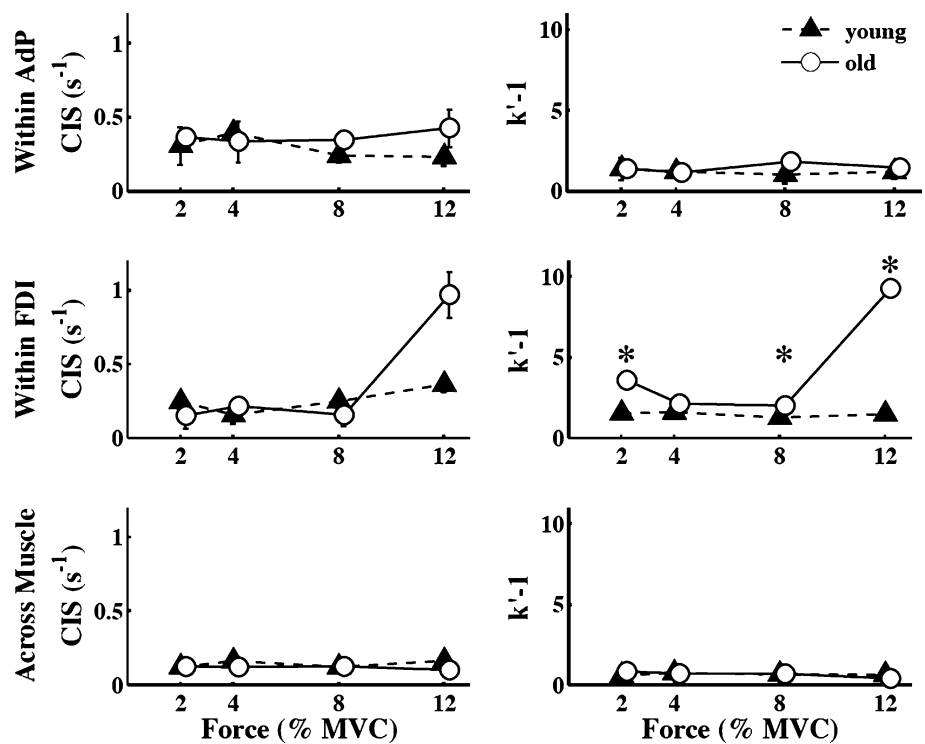 Within AdP
CIS (s-1)
1
0.5
0
2 4 8 12
k'-1
10
5
0
2 4 8 12
young
old
Within FDI
CIS (s-1)
1
0.5
0
2 4 8 12
k'-1
10
5
0
* * *
2 4 8 12
Across Muscle
CIS (s-1)
1
0.5
0
2 4 8 12
Force (% MVC)
k'-1
10
5
0
2 4 8 12
Force (% MVC)